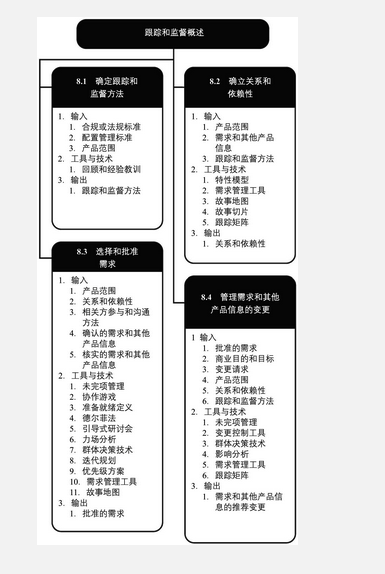 跟踪和监督概述
8.1 确定跟踪和
监督方法
1. 输入
1. 合规或法规标准
2. 配置管理标准
3. 产品范围
2. 工具与技术
1. 回顾和经验教训
3. 输出
1. 跟踪和监督方法
8.2 确立关系和
依赖性
1. 输入
1. 产品范围
2. 需求和其他产品
信息
3. 跟踪和监督方法
2. 工具与技术
1. 特性模型
2. 需求管理工具
3. 故事地图
4. 故事切片
5. 跟踪矩阵
3. 输出
1. 关系和依赖性
8.3 选择和批准
需求
1. 输入
1. 产品范围
2. 关系和依赖性
3. 相关方参与和沟通
方法
4. 确认的需求和其他
产品信息
5. 核实的需求和其他
产品信息
2. 工具与技术
1. 未完项管理
2. 协作游戏
3. 准备就绪定义
4. 德尔菲法
5. 引导式研讨会
6. 力场分析
7. 群体决策技术
8. 迭代规划
9. 优先级方案
10. 需求管理工具
11. 故事地图
3. 输出
1. 批准的需求
8.4 管理需求和其他
产品信息的变更
1 输入
1. 批准的需求
2. 商业目的和目标
3. 变更请求
4. 产品范围
5. 关系和依赖性
6. 跟踪和监督方法
2. 工具与技术
1. 未完项管理
2. 变更控制工具
3. 群体决策技术
4. 影响分析
5. 需求管理工具
6. 跟踪矩阵
3. 输出
1. 需求和其他产品信
息的推荐变更